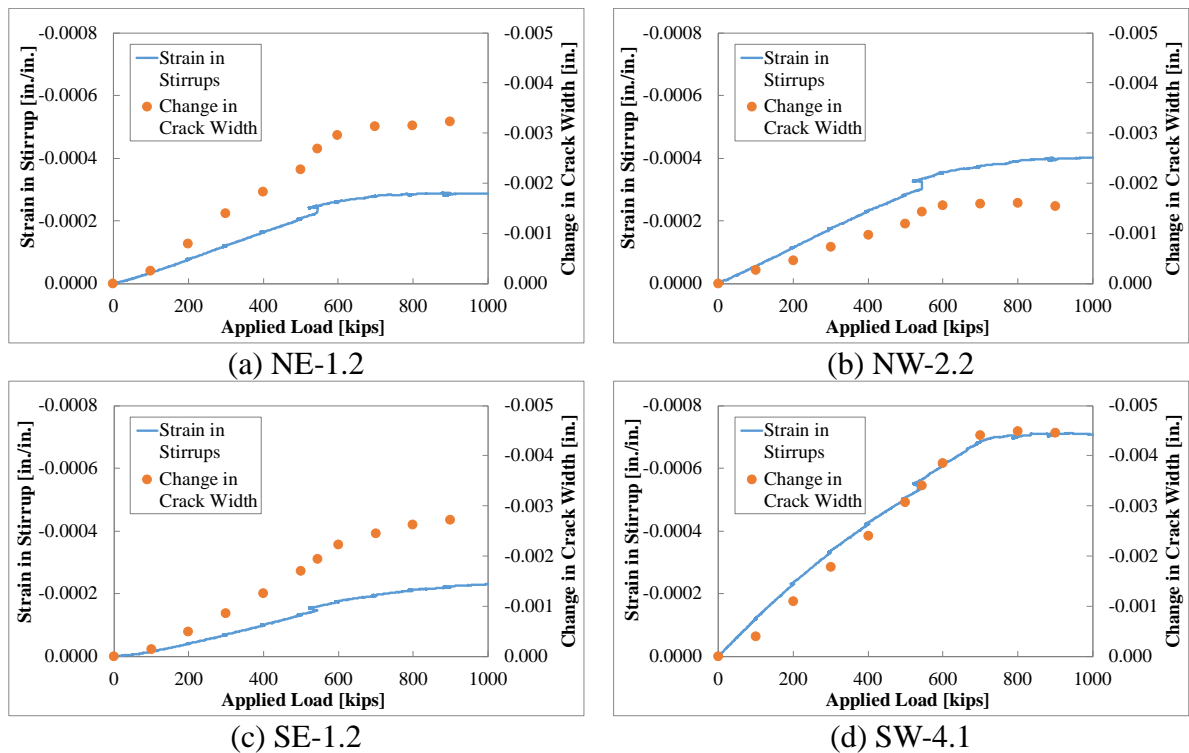 -0.0008
-0.0006
-0.0004
-0.0002
0.0000
Strain in Stirrup [in./in.]
Strain in
Stirrups
Change in
Crack Width
-0.005
-0.004
-0.003
-0.002
-0.001
0.000
Change in Crack Width [in.]
0 200 400 600 800 1000
Applied Load [kips]
(a) NE-1.2
-0.0008
-0.0006
-0.0004
-0.0002
0.0000
Strain in Stirrup [in./in.]
Strain in
Stirrups
Change in
Crack Width
-0.005
-0.004
-0.003
-0.002
-0.001
0.000
Change in Crack Width [in.]
0 200 400 600 800 1000
Applied Load [kips]
(b) NW-2.2
-0.0008
-0.0006
-0.0004
-0.0002
0.0000
Strain in Stirrup [in./in.]
Strain in
Stirrups
Change in
Crack Width
-0.005
-0.004
-0.003
-0.002
-0.001
0.000
Change in Crack Width [in.]
0 200 400 600 800 1000
Applied Load [kips]
(c) SE-1.2
-0.0008
-0.0006
-0.0004
-0.0002
0.0000
Strain in Stirrup [in./in.]
Strain in
Stirrups
Change in
Crack Width
-0.005
-0.004
-0.003
-0.002
-0.001
0.000
Change in Crack Width [in.]
0 200 400 600 800 1000
Applied Load [kips]
(d) SW-4.1